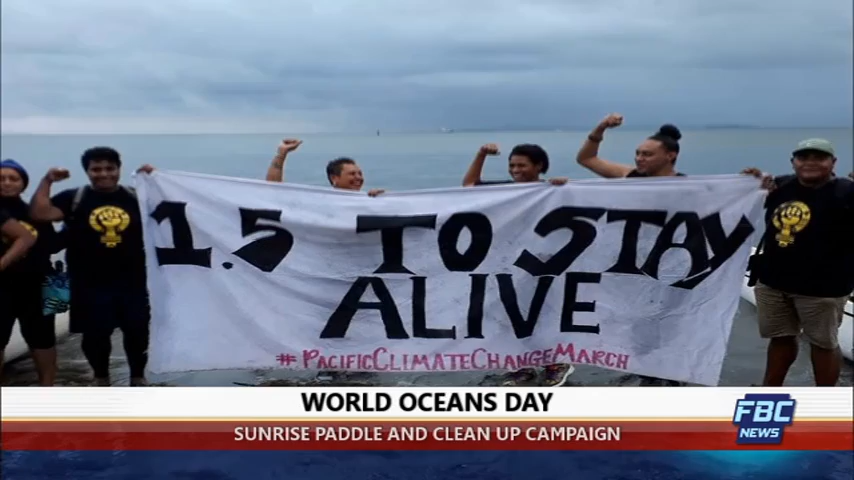 1.5 TO STAY
ALIVE
#PACIFICCLIMATECHANGEMARCH
WORLD OCEANS DAY
SUNRISE PADDLE AND CLEAN UP CAMPAIGN
FBC
NEWS